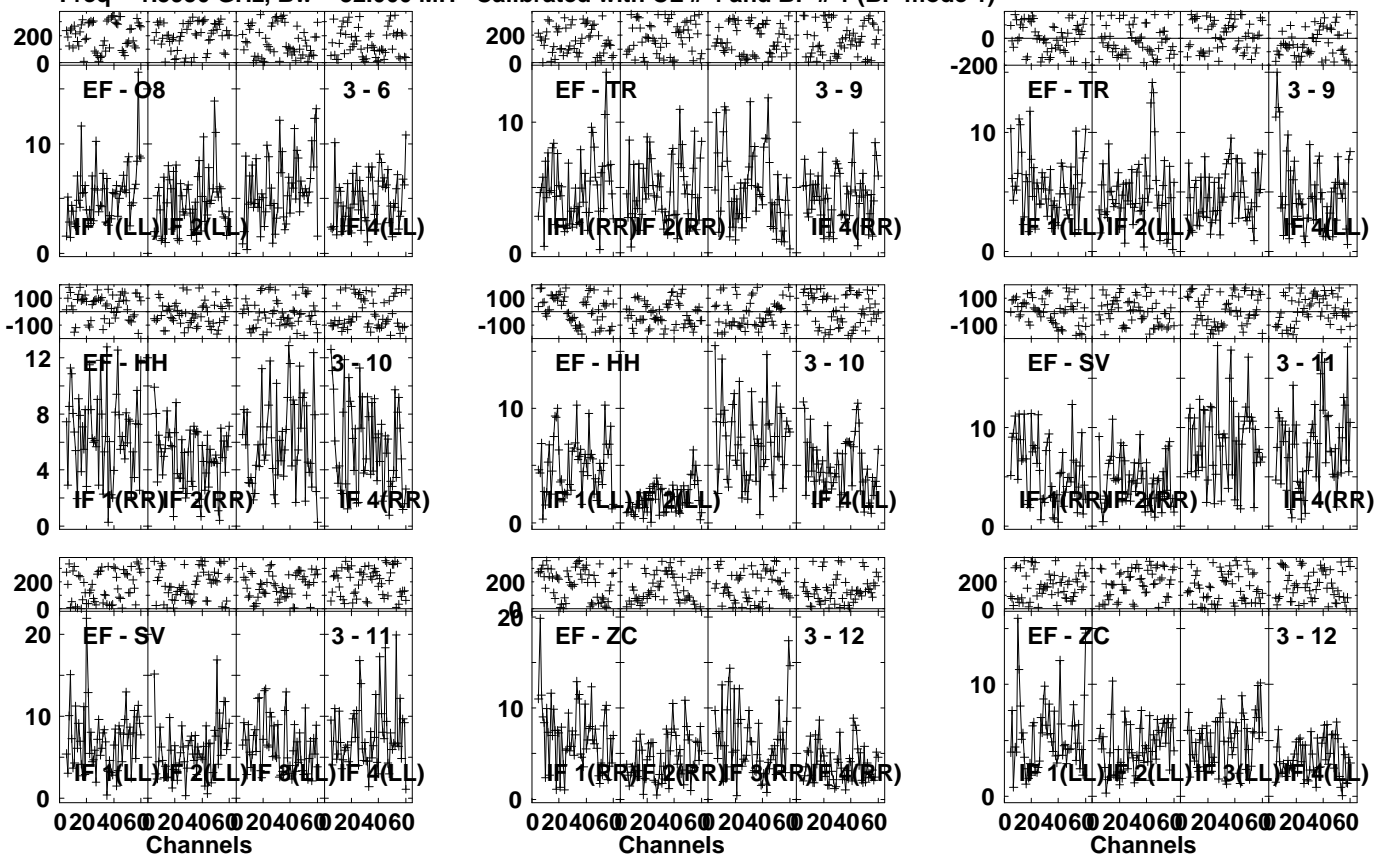 200
0
200
0
0
-200
EF - O8 3 - 6
EF - TR 3 - 9
EF - TR 3 - 9
10
0
10
0
10
0
IF 1(LL) IF 2(LL) IF 4(LL)
IF 1(RR) IF 2(RR) IF 4(RR)
IF 1(LL) IF 2(LL) IF 4(LL)
100
-100
100
-100
100
-100
EF - HH 3 - 10
EF - HH 3 - 10
EF - SV 3 - 11
12
8
4
0
10
0
10
0
IF 1(RR) IF 2(RR) IF 4(RR)
IF 1(LL) IF 2(LL) IF 4(LL)
IF 1(RR) IF 2(RR) IF 4(RR)
200
0
200
0
200
0
EF - SV 3 - 11
EF - ZC 3 - 12
EF - ZC 3 - 12
20
10
0
20
10
0
10
0
IF 1(LL) IF 2(LL) IF 3(LL) IF 4(LL)
IF 1(RR) IF 2(RR) IF 3(RR) IF 4(RR)
IF 1(LL) IF 2(LL) IF 3(LL) IF 4(LL)
0 20 40 60 0 20 40 60 0 20 40 60 0 20 40 60
0 20 40 60 0 20 40 60 0 20 40 60 0 20 40 60
0 20 40 60 0 20 40 60 0 20 40 60 0 20 40 60
Channels
Channels
Channels